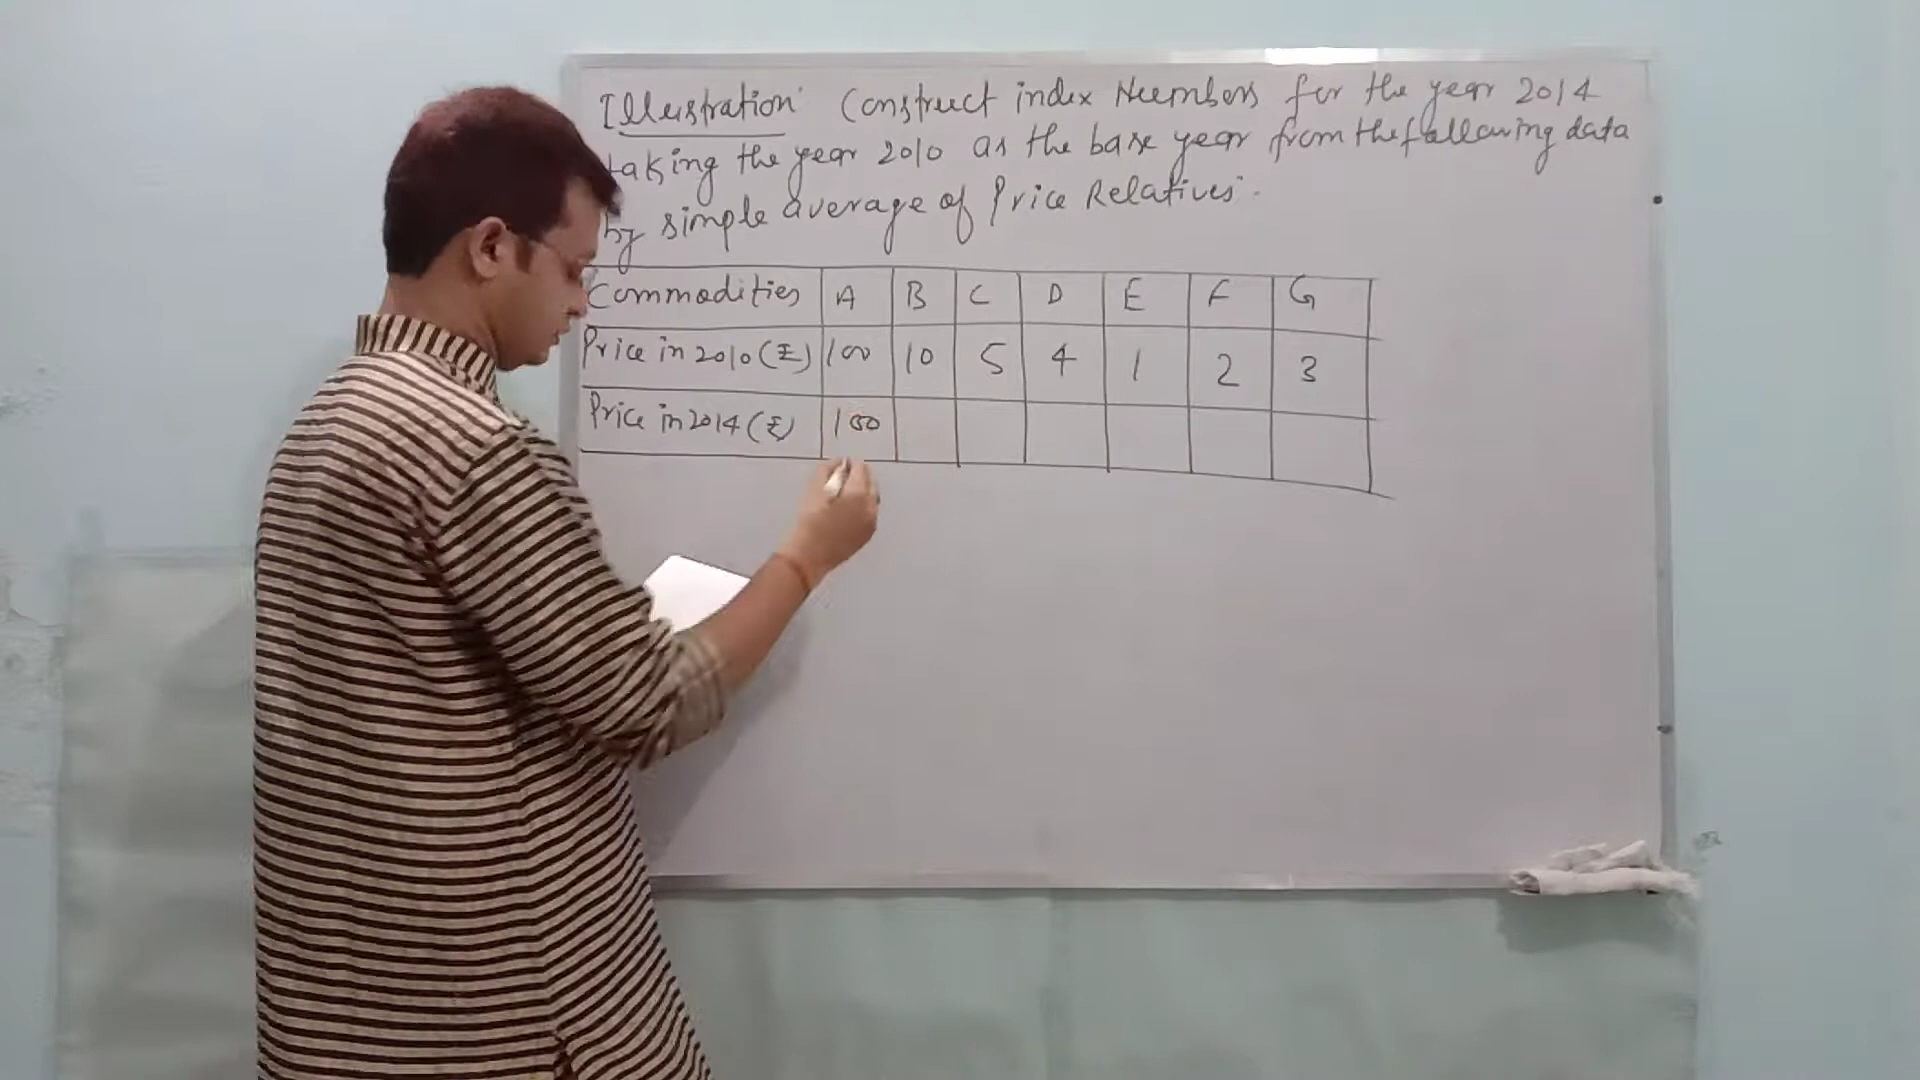 Illustration: Construct index Numbers for the year 2014
taking the year 2010 as the base year from the following data
by simple average of Price Relatives.
Commodities A B C D E F G
Price in 2010 (₹) 100 10 5 4 1 2 3
Price in 2014 (₹)